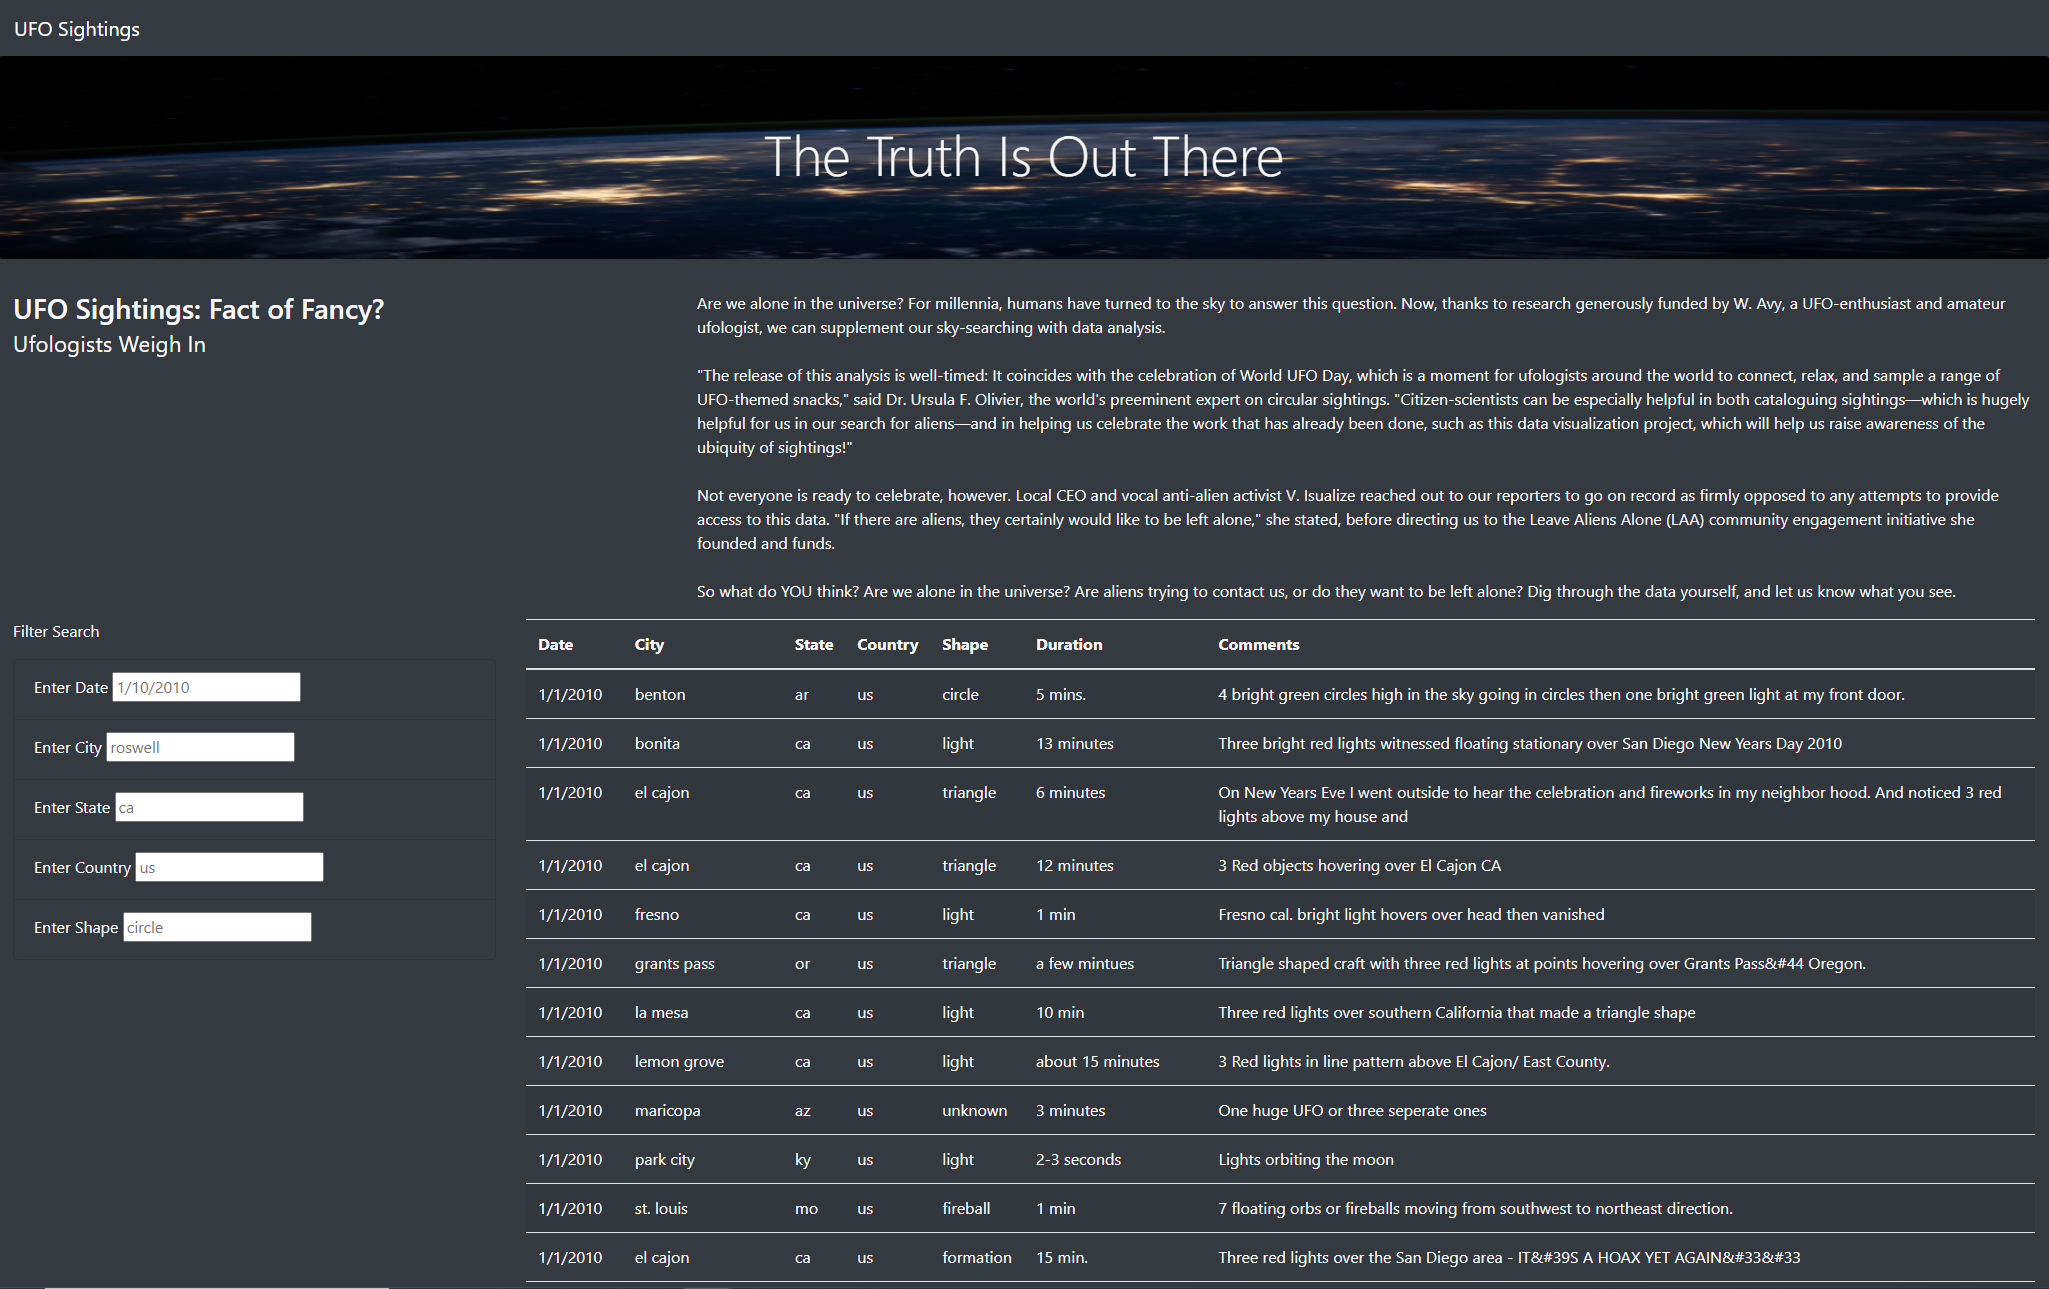 UFO Sightings
The Truth Is Out There
UFO Sightings: Fact of Fancy?
Ufologists Weigh In
Are we alone in the universe? For millennia, humans have turned to the sky to answer this question. Now, thanks to research generously funded by W. Avy, a UFO-enthusiast and amateur
ufologist, we can supplement our sky-searching with data analysis.
"The release of this analysis is well-timed: It coincides with the celebration of World UFO Day, which is a moment for ufologists around the world to connect, relax, and sample a range of
UFO-themed snacks," said Dr. Ursula F. Olivier, the world's preeminent expert on circular sightings. "Citizen-scientists can be especially helpful in both cataloguing sightings—which is hugely
helpful for us in our search for aliens—and in helping us celebrate the work that has already been done, such as this data visualization project, which will help us raise awareness of the
ubiquity of sightings!"
Not everyone is ready to celebrate, however. Local CEO and vocal anti-alien activist V. Isualize reached out to our reporters to go on record as firmly opposed to any attempts to provide
access to this data. "If there are aliens, they certainly would like to be left alone," she stated, before directing us to the Leave Aliens Alone (LAA) community engagement initiative she
founded and funds.
So what do YOU think? Are we alone in the universe? Are aliens trying to contact us, or do they want to be left alone? Dig through the data yourself, and let us know what you see.
Filter Search
Enter Date 1/10/2010
Enter City roswell
Enter State ca
Enter Country us
Enter Shape circle
Date City State Country Shape Duration Comments
1/1/2010 benton ar us circle 5 mins. 4 bright green circles high in the sky going in circles then one bright green light at my front door.
1/1/2010 bonita ca us light 13 minutes Three bright red lights witnessed floating stationary over San Diego New Years Day 2010
1/1/2010 el cajon ca us triangle 6 minutes On New Years Eve I went outside to hear the celebration and fireworks in my neighbor hood. And noticed 3 red
lights above my house and
1/1/2010 el cajon ca us triangle 12 minutes 3 Red objects hovering over El Cajon CA
1/1/2010 fresno ca us light 1 min Fresno cal. bright light hovers over head then vanished
1/1/2010 grants pass or us triangle a few mintues Triangle shaped craft with three red lights at points hovering over Grants Pass&#44 Oregon.
1/1/2010 la mesa ca us light 10 min Three red lights over southern California that made a triangle shape
1/1/2010 lemon grove ca us light about 15 minutes 3 Red lights in line pattern above El Cajon/ East County.
1/1/2010 maricopa az us unknown 3 minutes One huge UFO or three seperate ones
1/1/2010 park city ky us light 2-3 seconds Lights orbiting the moon
1/1/2010 st. louis mo us fireball 1 min 7 floating orbs or fireballs moving from southwest to northeast direction.
1/1/2010 el cajon ca us formation 15 min. Three red lights over the San Diego area - IT&#39S A HOAX YET AGAIN&#33&#33